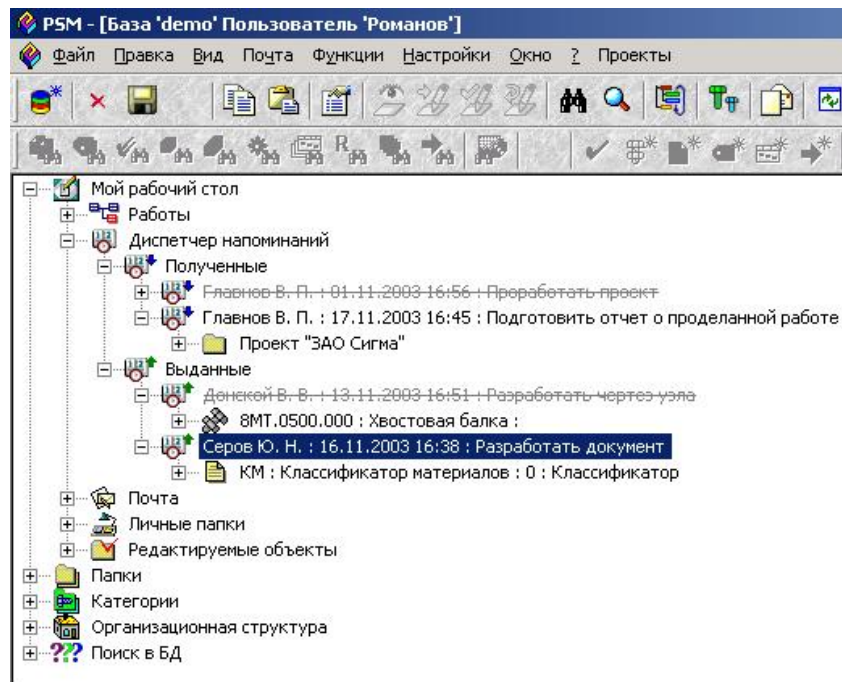 PSM - [База 'demo' Пользователь 'Романов']
Файл Правка Вид Почта Функции Настройки Окно ? Проекты
Мой рабочий стол
Работы
Диспетчер напоминаний
Полученные
Главнов В. П. : 01.11.2003 16:56 : Проработать проект
Главнов В. П. : 17.11.2003 16:45 : Подготовить отчет о проделанной работе
Проект "ЗАО Сигма"
Выданные
Донской В. В. : 13.11.2003 16:51 : Разработать чертеж узла
8МТ.0500.000 : Хвостовая балка :
Серов Ю. Н. : 16.11.2003 16:38 : Разработать документ
КМ : Классификатор материалов : 0 : Классификатор
Почта
Личные папки
Редактируемые объекты
Папки
Категории
Организационная структура
??? Поиск в БД